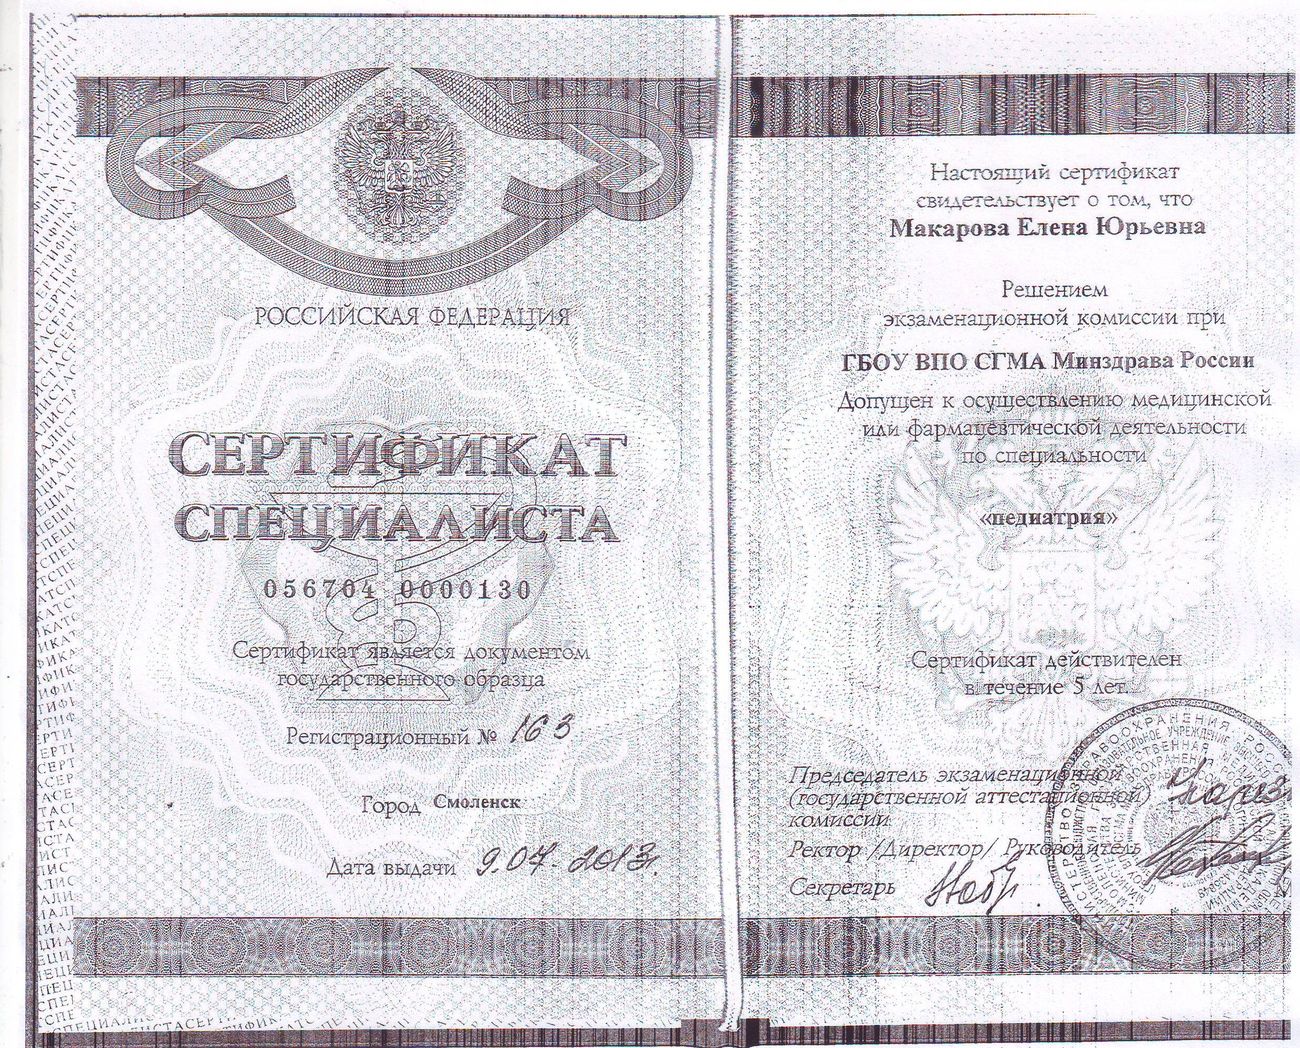 РОССИЙСКАЯ ФЕДЕРАЦИЯ
СЕРТИФИКАТ
СПЕЦИАЛИСТА
056704 0000130
Сертификат является документом
государственного образца
Регистрационный № 163
Город Смоленск
Дата выдачи 9.07.2013г.
Настоящий сертификат
свидетельствует о том, что
Макарова Елена Юрьевна
Решением
экзаменационной комиссии при
ГБОУ ВПО СГМА Минздрава России
Допущен к осуществлению медицинской
или фармацевтической деятельности
по специальности
«педиатрия»
Сертификат действителен
в течение 5 лет.
Председатель экзаменационной
(государственной аттестационной)
комиссии
Ректор /Директор/ Руководитель
Секретарь